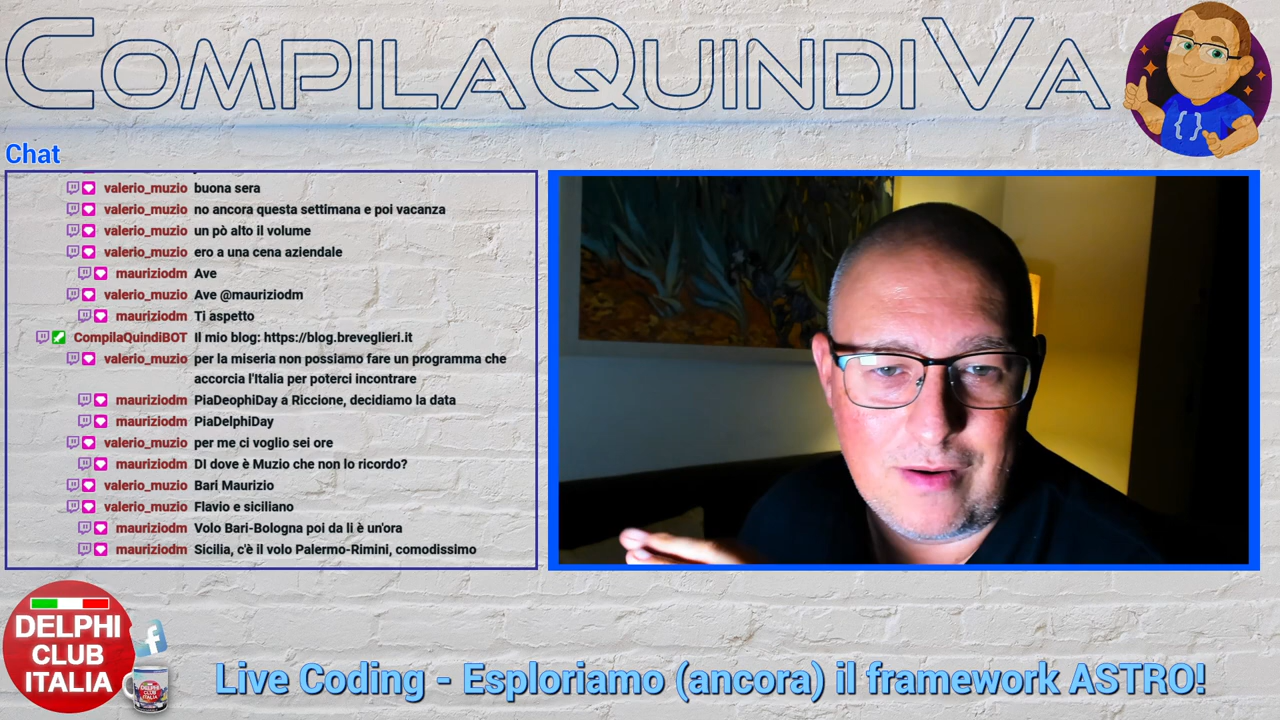 COMPILAQUINDIVA
{ }
Chat
valerio_muzio buona sera
valerio_muzio no ancora questa settimana e poi vacanza
valerio_muzio un pò alto il volume
valerio_muzio ero a una cena aziendale
mauriziodm Ave
valerio_muzio Ave @mauriziodm
mauriziodm Ti aspetto
CompilaQuindiBOT Il mio blog: https://blog.breveglieri.it
valerio_muzio per la miseria non possiamo fare un programma che
accorcia l'Italia per poterci incontrare
mauriziodm PiaDeophiDay a Riccione, decidiamo la data
mauriziodm PiaDelphiDay
valerio_muzio per me ci voglio sei ore
mauriziodm DI dove è Muzio che non lo ricordo?
valerio_muzio Bari Maurizio
valerio_muzio Flavio e siciliano
mauriziodm Volo Bari-Bologna poi da li è un'ora
mauriziodm Sicilia, c'è il volo Palermo-Rimini, comodissimo
DELPHI
CLUB
ITALIA
f
DELPHI
CLUB
ITALIA
Live Coding - Esploriamo (ancora) il framework ASTRO!